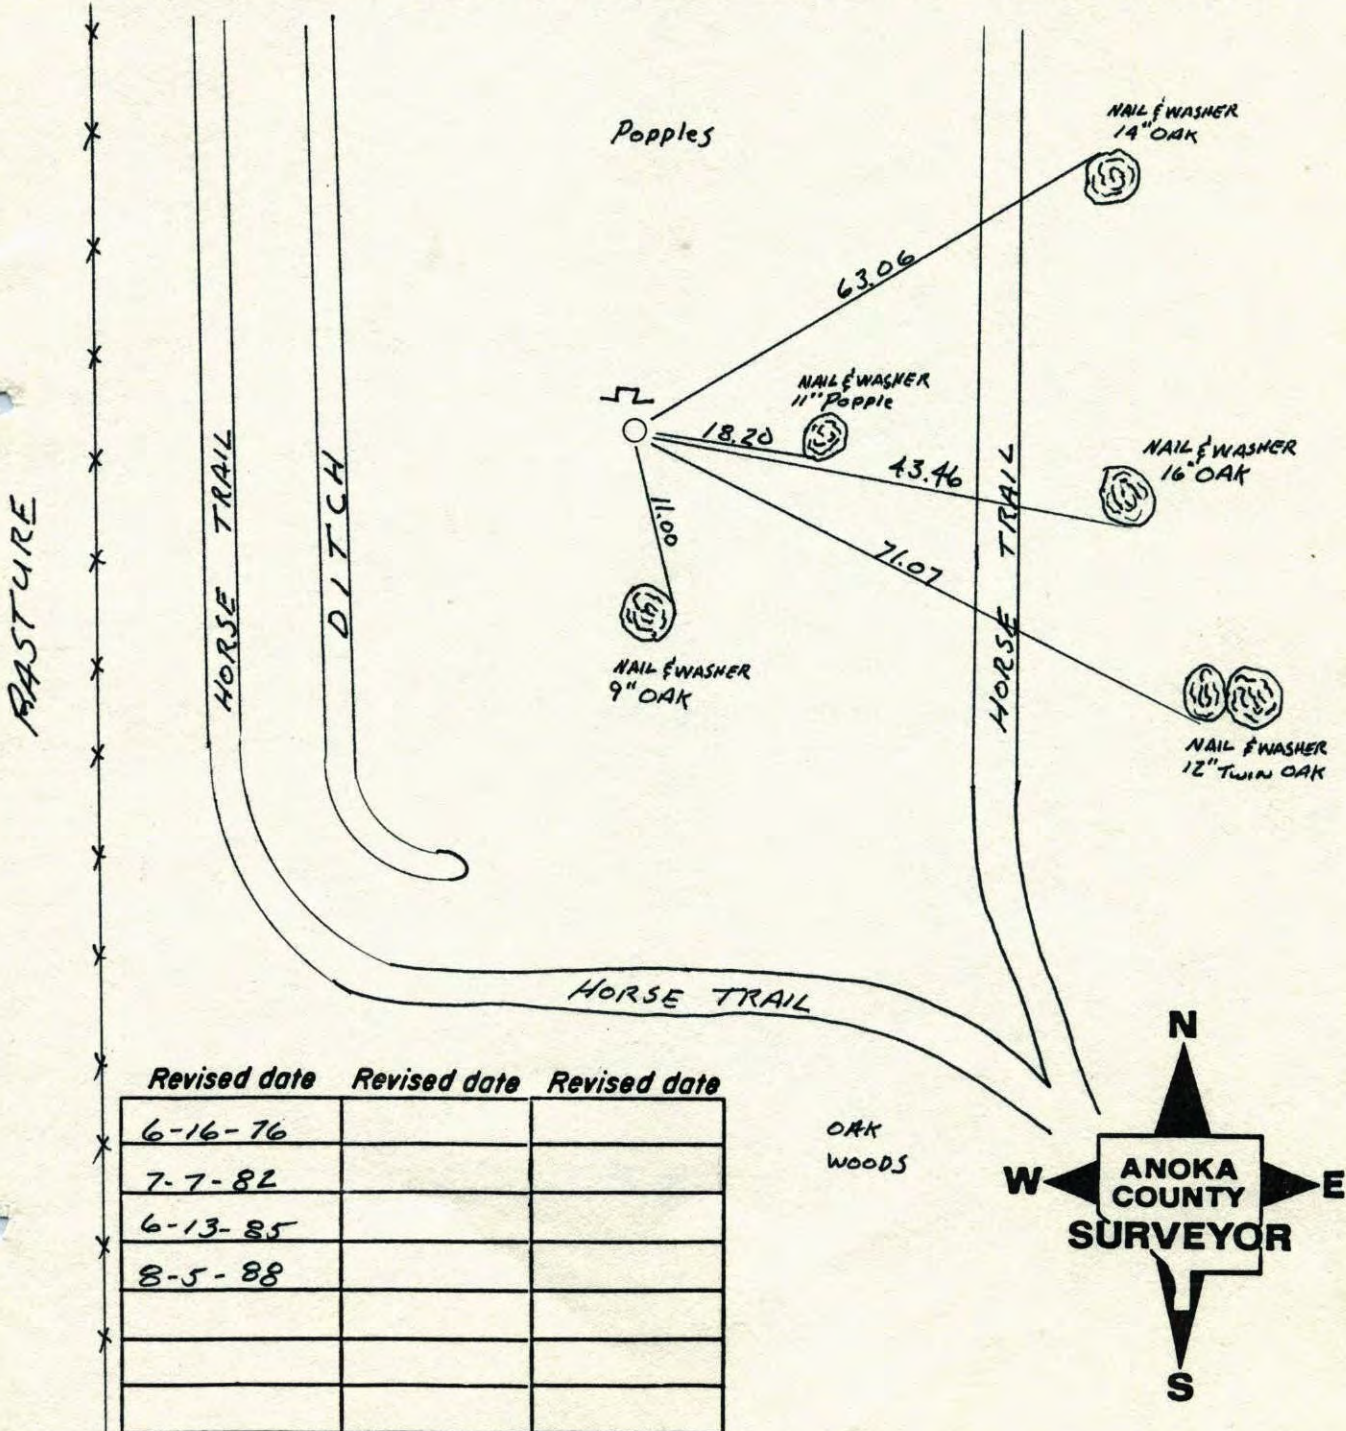 Popples
NAIL & WASHER
14" OAK
63.06
NAIL & WASHER
11" Popple
18.20
43.46
NAIL & WASHER
16" OAK
11.00
71.07
NAIL & WASHER
9" OAK
NAIL & WASHER
12" Twin OAK
PASTURE
HORSE TRAIL
DITCH
HORSE TRAIL
HORSE TRAIL
Revised date Revised date Revised date
6-16-76
7-7-82
6-13-85
8-5-88
OAK
WOODS
N
W
ANOKA
COUNTY
SURVEYOR
E
S